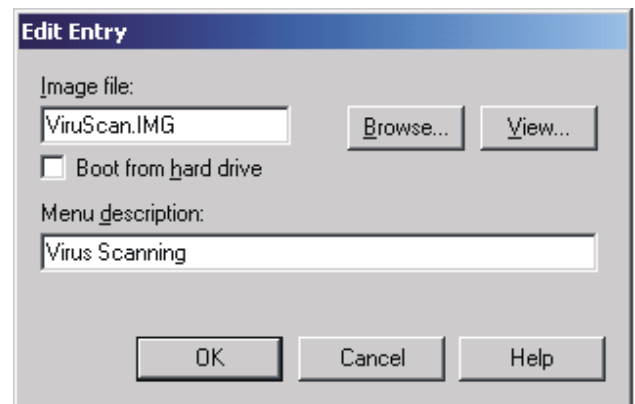 Edit Entry
Image file:
ViruScan.IMG
Browse...
View...
Boot from hard drive
Menu description:
Virus Scanning
OK
Cancel
Help